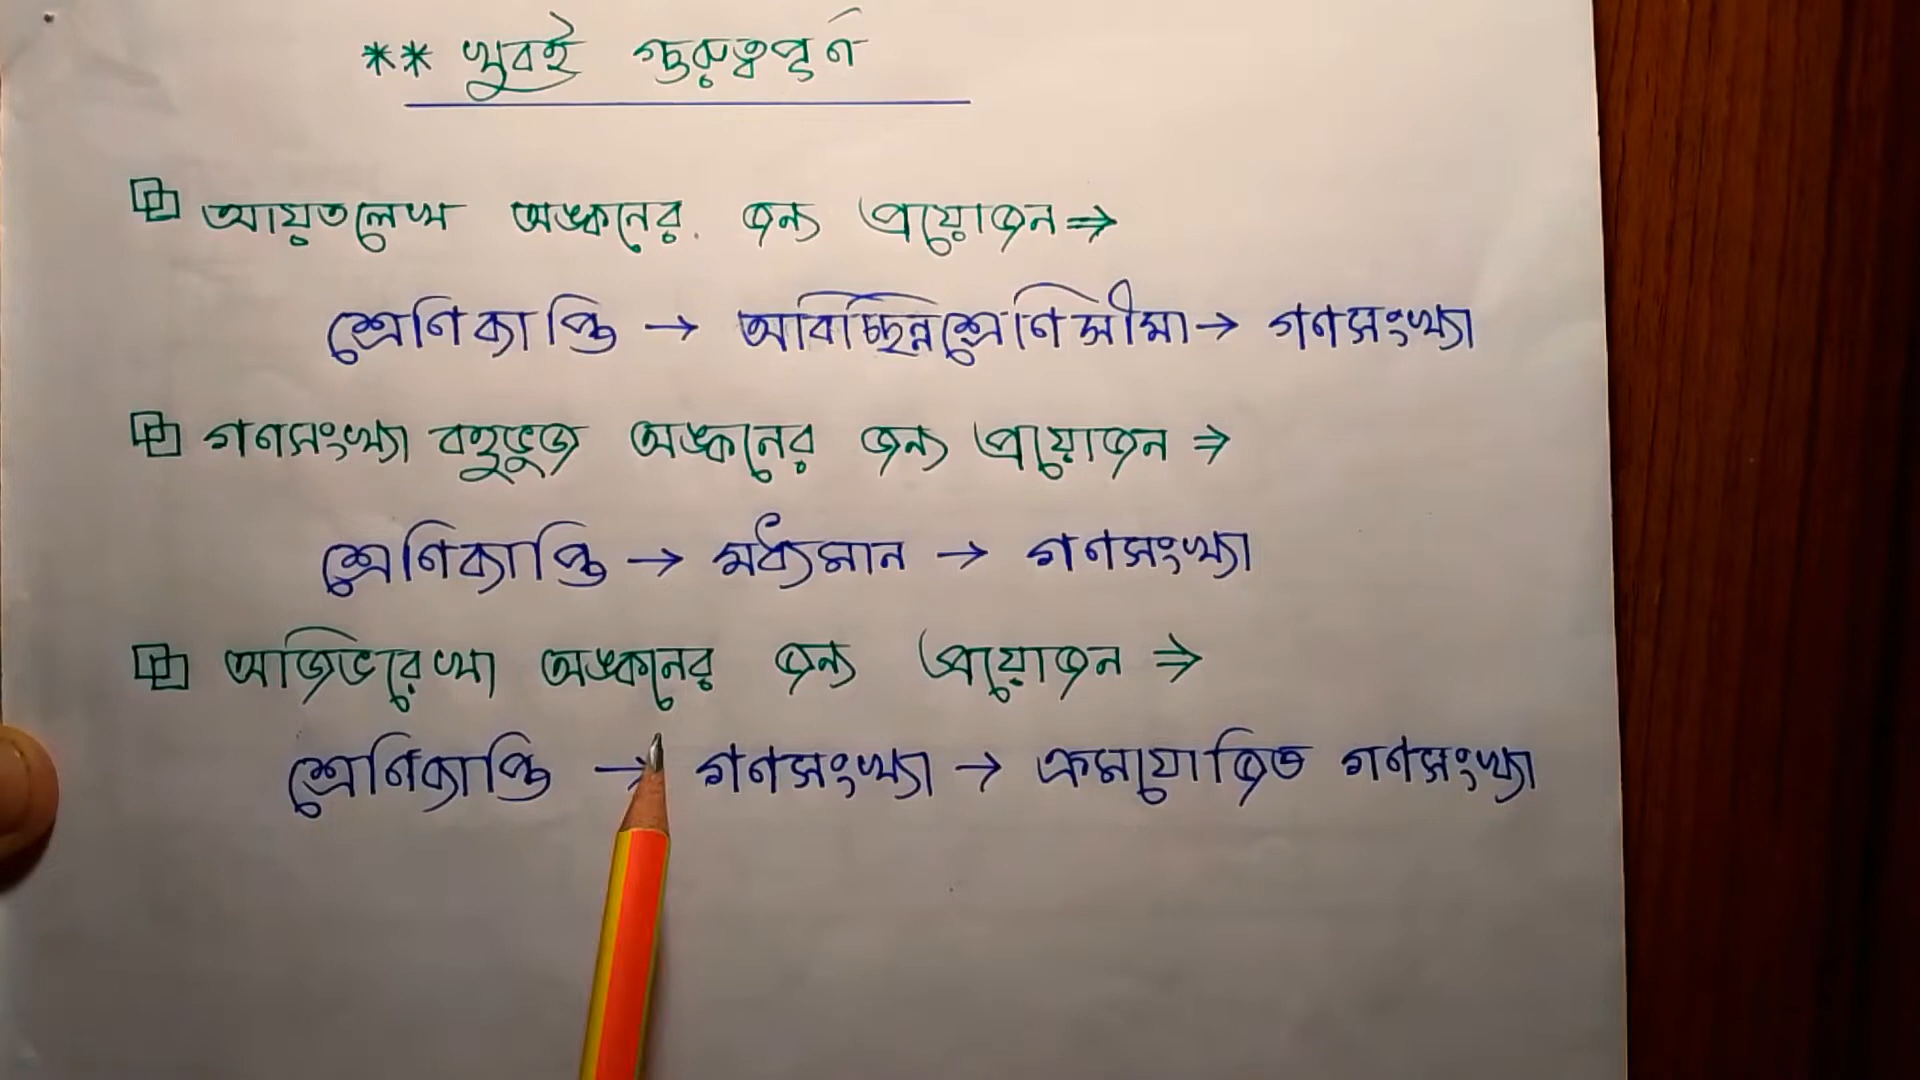 ** খুবই গুরুত্বপূর্ণ
আয়তলেখ অঙ্কনের জন্য প্রয়োজন ⇒
শ্রেণিব্যাপ্তি → অবিচ্ছিন্ন শ্রেণিসীমা → গণসংখ্যা
গণসংখ্যা বহুভুজ অঙ্কনের জন্য প্রয়োজন ⇒
শ্রেণিব্যাপ্তি → মধ্যমান → গণসংখ্যা
অজিভরেখা অঙ্কনের জন্য প্রয়োজন ⇒
শ্রেণিব্যাপ্তি → গণসংখ্যা → ক্রমযোজিত গণসংখ্যা